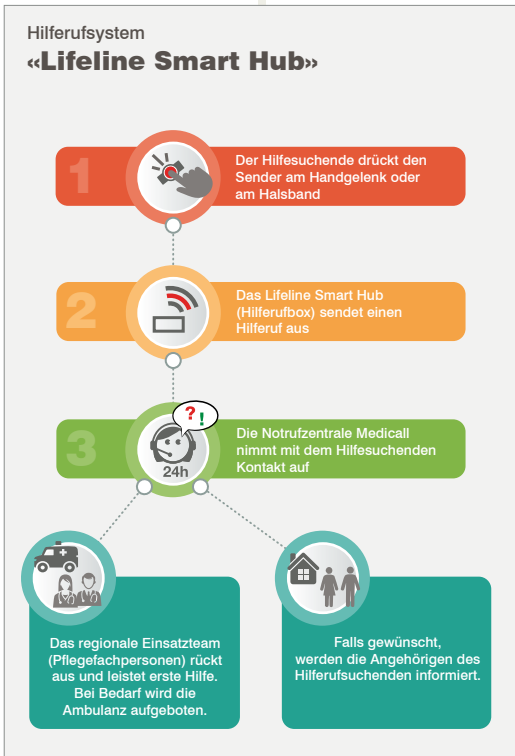 Hilferufsystem
«Lifeline Smart Hub»
1
Der Hilfesuchende drückt den
Sender am Handgelenk oder
am Halsband
2
Das Lifeline Smart Hub
(Hilferufbox) sendet einen
Hilferuf aus
3
?!
24h
Die Notrufzentrale Medicall
nimmt mit dem Hilfesuchenden
Kontakt auf
Das regionale Einsatzteam
(Pflegefachpersonen) rückt
aus und leistet erste Hilfe.
Bei Bedarf wird die
Ambulanz aufgeboten.
Falls gewünscht,
werden die Angehörigen des
Hilferufsuchenden informiert.